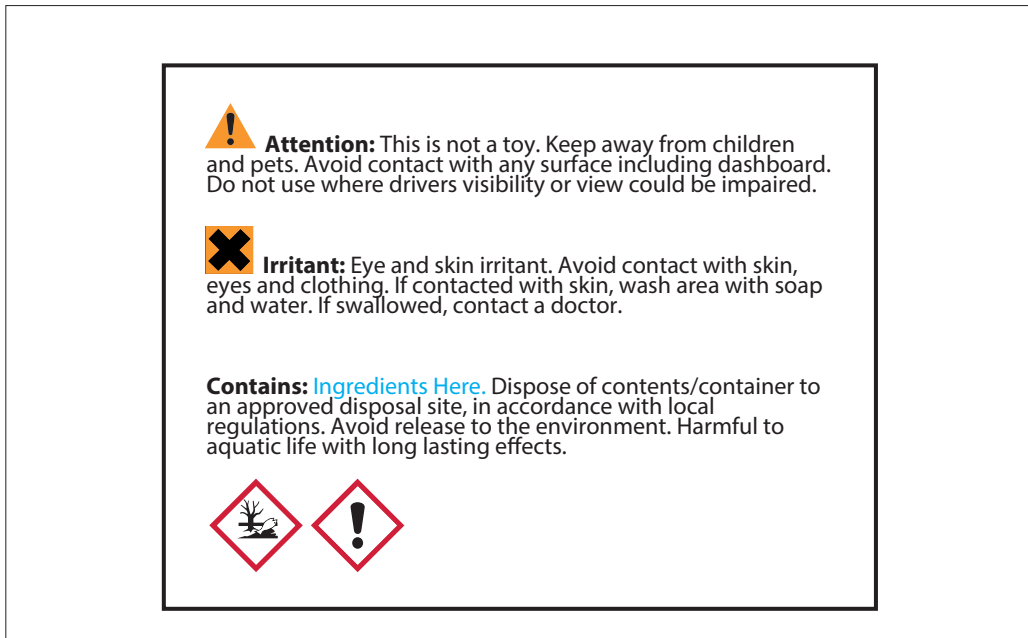 Attention: This is not a toy. Keep away from children
and pets. Avoid contact with any surface including dashboard.
Do not use where drivers visibility or view could be impaired.
Irritant: Eye and skin irritant. Avoid contact with skin,
eyes and clothing. If contacted with skin, wash area with soap
and water. If swallowed, contact a doctor.
Contains: Ingredients Here. Dispose of contents/container to
an approved disposal site, in accordance with local
regulations. Avoid release to the environment. Harmful to
aquatic life with long lasting effects.